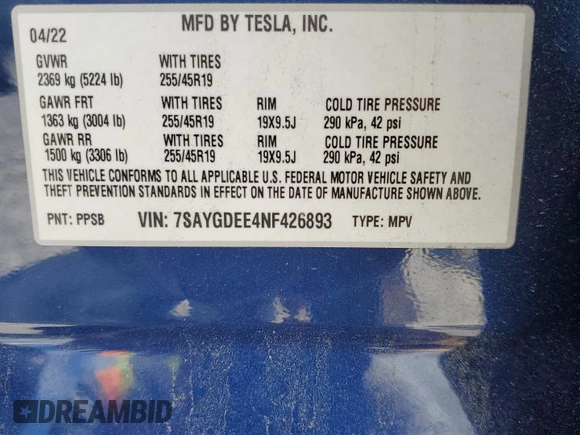 04/22 MFD BY TESLA, INC.
GVWR WITH TIRES
2369 kg (5224 lb) 255/45R19
GAWR FRT WITH TIRES RIM COLD TIRE PRESSURE
1363 kg (3004 lb) 255/45R19 19X9.5J 290 kPa, 42 psi
GAWR RR WITH TIRES RIM COLD TIRE PRESSURE
1500 kg (3306 lb) 255/45R19 19X9.5J 290 kPa, 42 psi
THIS VEHICLE CONFORMS TO ALL APPLICABLE U.S. FEDERAL MOTOR VEHICLE SAFETY AND
THEFT PREVENTION STANDARDS IN EFFECT ON THE DATE OF MANUFACTURE SHOWN ABOVE.
PNT: PPSB VIN: 7SAYGDEE4NF426893 TYPE: MPV
DREAMBID